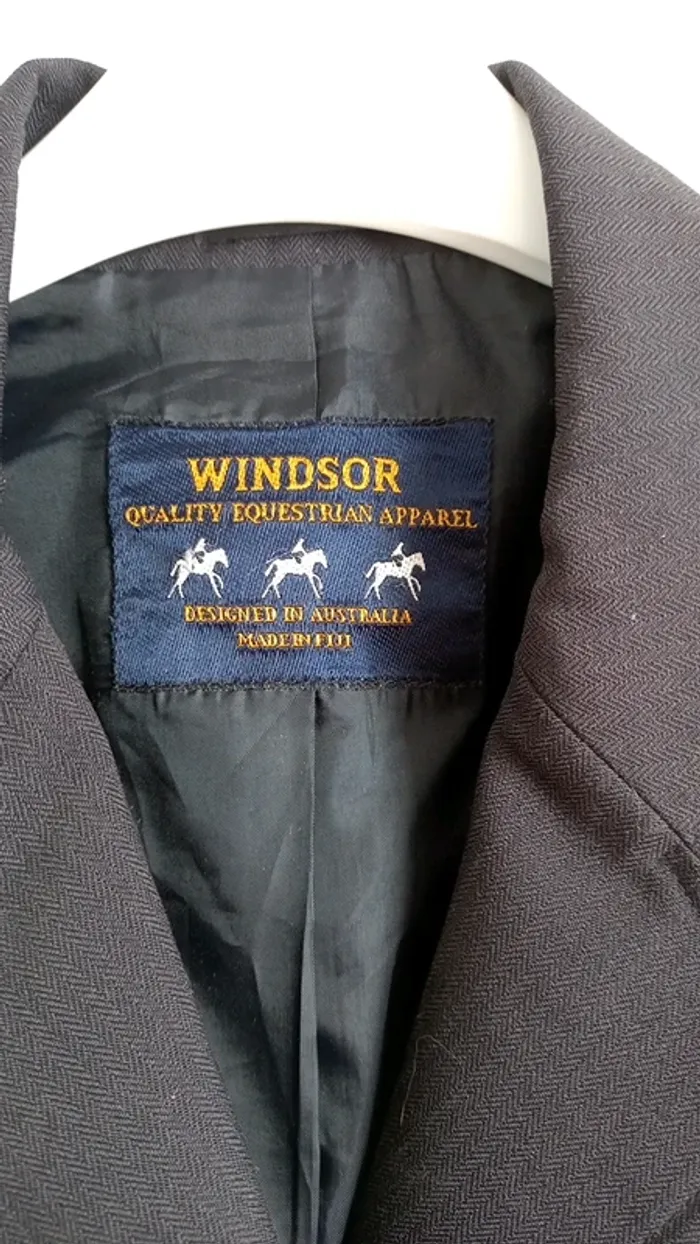 WINDSOR
QUALITY EQUESTRIAN APPAREL
DESIGNED IN AUSTRALIA
MADE IN FIJI